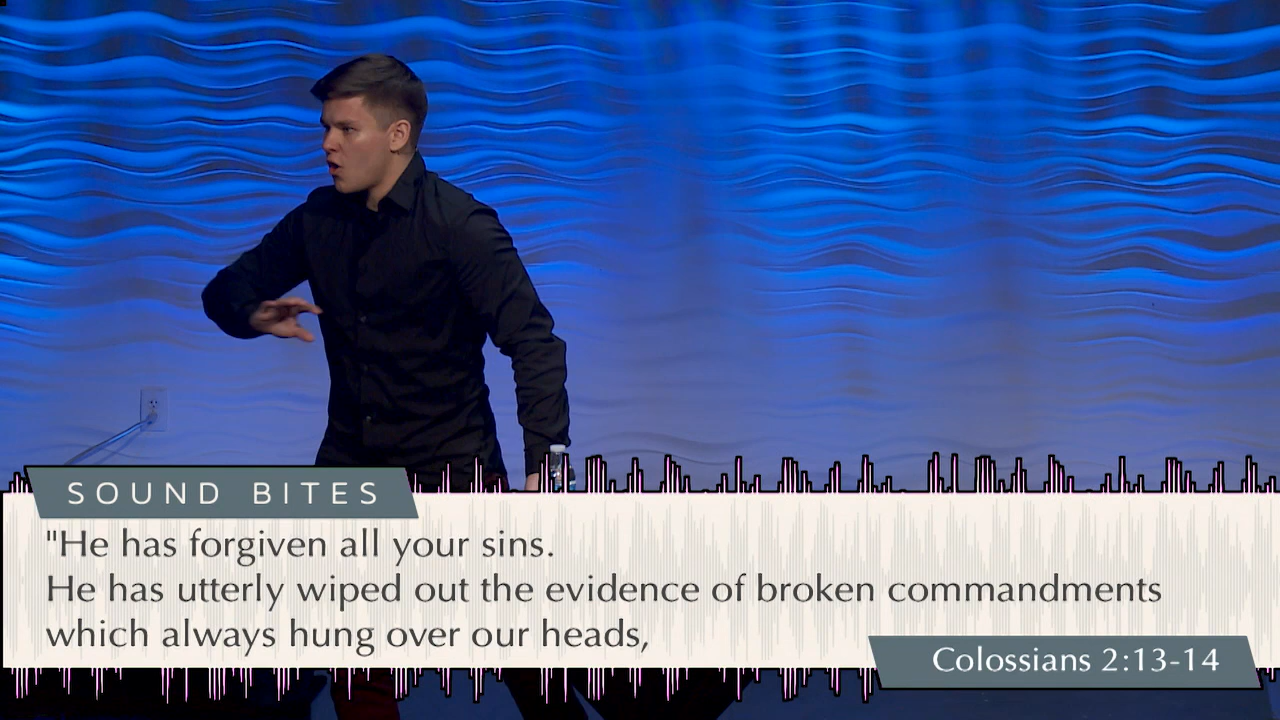 SOUND BITES
"He has forgiven all your sins.
He has utterly wiped out the evidence of broken commandments
which always hung over our heads,
Colossians 2:13-14